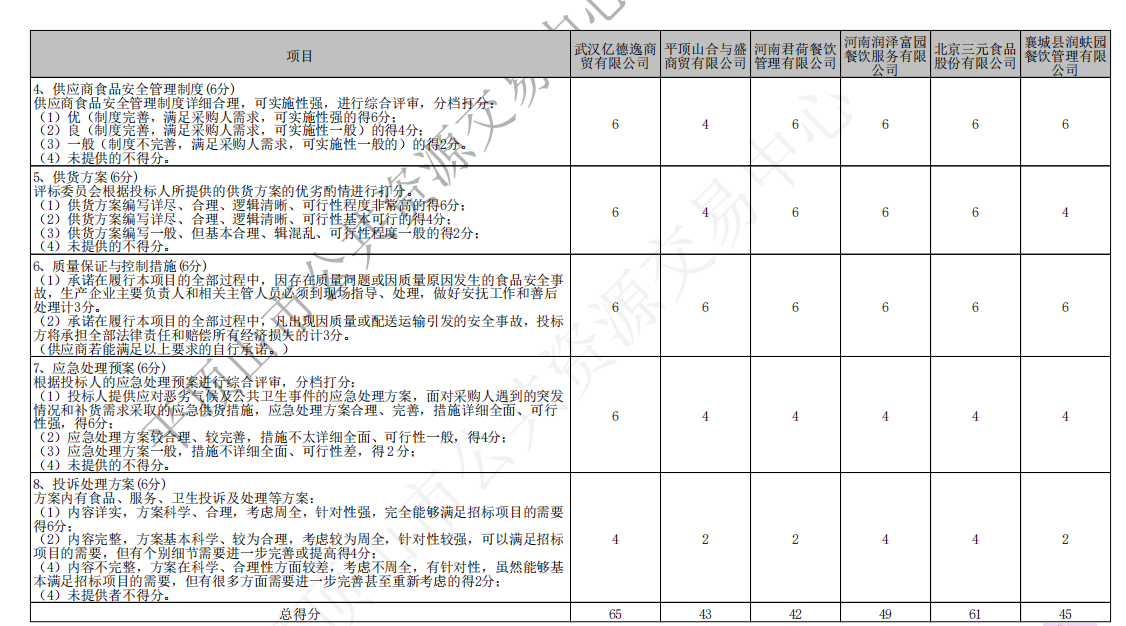 项目
武汉亿德逸商
贸有限公司
平顶山合与盛
商贸有限公司
河南君荷餐饮
管理有限公司
河南润泽富园
餐饮服务有限
公司
北京三元食品
股份有限公司
襄城县润蚨园
餐饮管理有限
公司
4、供应商食品安全管理制度(6分)
供应商食品安全管理制度详细合理，可实施性强，进行综合评审，分档打分：
（1）优（制度完善，满足采购人需求，可实施性强的得6分；
（2）良（制度完善，满足采购人需求，可实施性一般）的得4分；
（3）一般（制度不完善，满足采购人需求，可实施性一般的）的得2分。
（4）未提供的不得分。
6 4 6 6 6 6
5、供货方案(6分)
评标委员会根据投标人所提供的供货方案的优劣酌情进行打分。
（1）供货方案编写详尽、合理、逻辑清晰、可行性程度非常高的得6分；
（2）供货方案编写详尽、合理、逻辑清晰、可行性基本可行的得4分；
（3）供货方案编写一般、但基本合理、辑混乱、可行性程度一般的得2分；
（4）未提供的不得分。
6 4 6 6 6 4
6、质量保证与控制措施(6分)
（1）承诺在履行本项目的全部过程中，因存在质量问题或因质量原因发生的食品安全事
故，生产企业主要负责人和相关主管人员必须到现场指导、处理，做好安抚工作和善后
处理计3分。
（2）承诺在履行本项目的全部过程中，凡出现因质量或配送运输引发的安全事故，投标
方将承担全部法律责任和赔偿所有经济损失的计3分。
（供应商若能满足以上要求的自行承诺。）
6 6 6 6 6 6
7、应急处理预案(6分)
根据投标人的应急处理预案进行综合评审，分档打分：
（1）投标人提供应对恶劣气候及公共卫生事件的应急处理方案，面对采购人遇到的突发
情况和补货需求采取的应急供货措施，应急处理方案合理、完善，措施详细全面、可行
性强，得6分；
（2）应急处理方案较合理、较完善，措施不太详细全面、可行性一般，得4分；
（3）应急处理方案一般，措施不详细全面、可行性差，得２分；
（4）未提供的不得分。
6 4 4 4 4 4
8、投诉处理方案(6分)
方案内有食品、服务、卫生投诉及处理等方案：
（1）内容详实，方案科学、合理，考虑周全，针对性强，完全能够满足招标项目的需要
得6分；
（2）内容完整，方案基本科学、较为合理，考虑较为周全，针对性较强，可以满足招标
项目的需要，但有个别细节需要进一步完善或提高得4分；
（4）内容不完整，方案在科学、合理性方面较差，考虑不周全，有针对性，虽然能够基
本满足招标项目的需要，但有很多方面需要进一步完善甚至重新考虑的得2分；
（4）未提供者不得分。
4 2 2 4 4 2
总得分 65 43 42 49 61 45
平顶山市公共资源交易中心
平顶山市公共资源交易中心